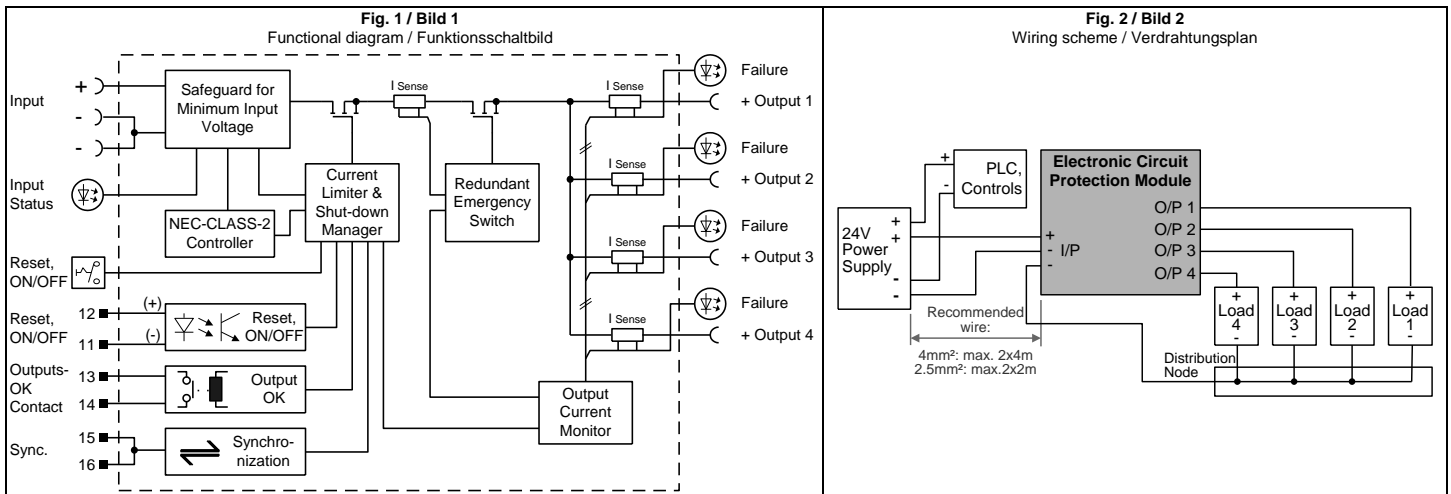 Fig. 1 / Bild 1
Functional diagram / Funktionsschaltbild
Input
+
-
-
Safeguard for
Minimum Input
Voltage
I Sense
I Sense
Failure
+ Output 1
Input
Status
NEC-CLASS-2
Controller
Current
Limiter &
Shut-down
Manager
Redundant
Emergency
Switch
Failure
I Sense
+ Output 2
Reset,
ON/OFF
Failure
I Sense
+ Output 3
Reset,
ON/OFF
12
(+)
11
(-)
Reset,
ON/OFF
Failure
I Sense
+ Output 4
Outputs-
OK
Contact
13
14
Output
OK
Output
Current
Monitor
Sync.
15
16
Synchro-
nization
Fig. 2 / Bild 2
Wiring scheme / Verdrahtungsplan
24V
Power
Supply
+
+
-
-
+
-
PLC,
Controls
Electronic Circuit
Protection Module
O/P 1
O/P 2
O/P 3
O/P 4
+
- I/P
-
Recommended
wire:
4mm²: max. 2x4m
2.5mm²: max.2x2m
+
Load
4
-
+
Load
3
-
+
Load
2
-
+
Load
1
-
Distribution
Node